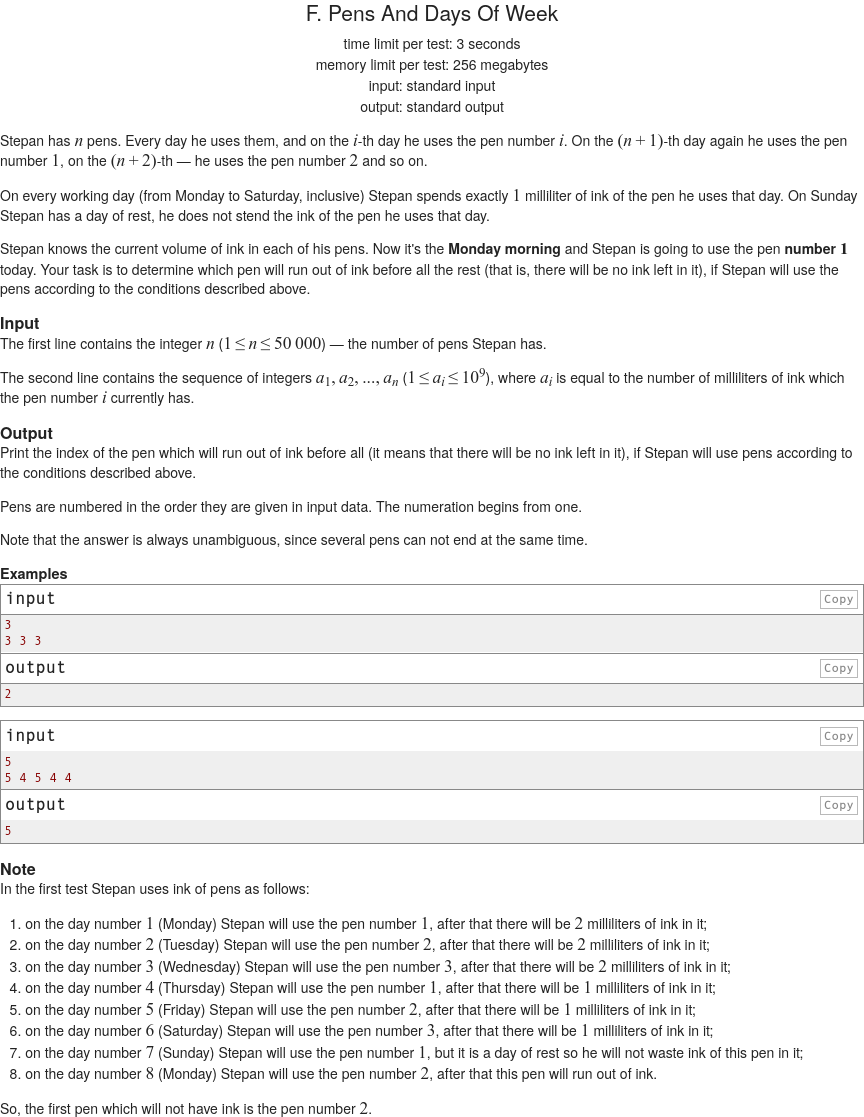 F. Pens And Days Of Week
time limit per test: 3 seconds
memory limit per test: 256 megabytes
input: standard input
output: standard output
Stepan has n pens. Every day he uses them, and on the i-th day he uses the pen number i. On the (n + 1)-th day again he uses the pen
number 1, on the (n + 2)-th — he uses the pen number 2 and so on.
On every working day (from Monday to Saturday, inclusive) Stepan spends exactly 1 milliliter of ink of the pen he uses that day. On Sunday
Stepan has a day of rest, he does not stend the ink of the pen he uses that day.
Stepan knows the current volume of ink in each of his pens. Now it's the Monday morning and Stepan is going to use the pen number 1
today. Your task is to determine which pen will run out of ink before all the rest (that is, there will be no ink left in it), if Stepan will use the
pens according to the conditions described above.
Input
The first line contains the integer n (1 ≤ n ≤ 50 000) — the number of pens Stepan has.
The second line contains the sequence of integers a1, a2, ..., an (1 ≤ ai ≤ 10^9), where ai is equal to the number of milliliters of ink which
the pen number i currently has.
Output
Print the index of the pen which will run out of ink before all (it means that there will be no ink left in it), if Stepan will use pens according to
the conditions described above.
Pens are numbered in the order they are given in input data. The numeration begins from one.
Note that the answer is always unambiguous, since several pens can not end at the same time.
Examples
input Copy
3
3 3 3
output Copy
2
input Copy
5
5 4 5 4 4
output Copy
5
Note
In the first test Stepan uses ink of pens as follows:
1. on the day number 1 (Monday) Stepan will use the pen number 1, after that there will be 2 milliliters of ink in it;
2. on the day number 2 (Tuesday) Stepan will use the pen number 2, after that there will be 2 milliliters of ink in it;
3. on the day number 3 (Wednesday) Stepan will use the pen number 3, after that there will be 2 milliliters of ink in it;
4. on the day number 4 (Thursday) Stepan will use the pen number 1, after that there will be 1 milliliters of ink in it;
5. on the day number 5 (Friday) Stepan will use the pen number 2, after that there will be 1 milliliters of ink in it;
6. on the day number 6 (Saturday) Stepan will use the pen number 3, after that there will be 1 milliliters of ink in it;
7. on the day number 7 (Sunday) Stepan will use the pen number 1, but it is a day of rest so he will not waste ink of this pen in it;
8. on the day number 8 (Monday) Stepan will use the pen number 2, after that this pen will run out of ink.
So, the first pen which will not have ink is the pen number 2.